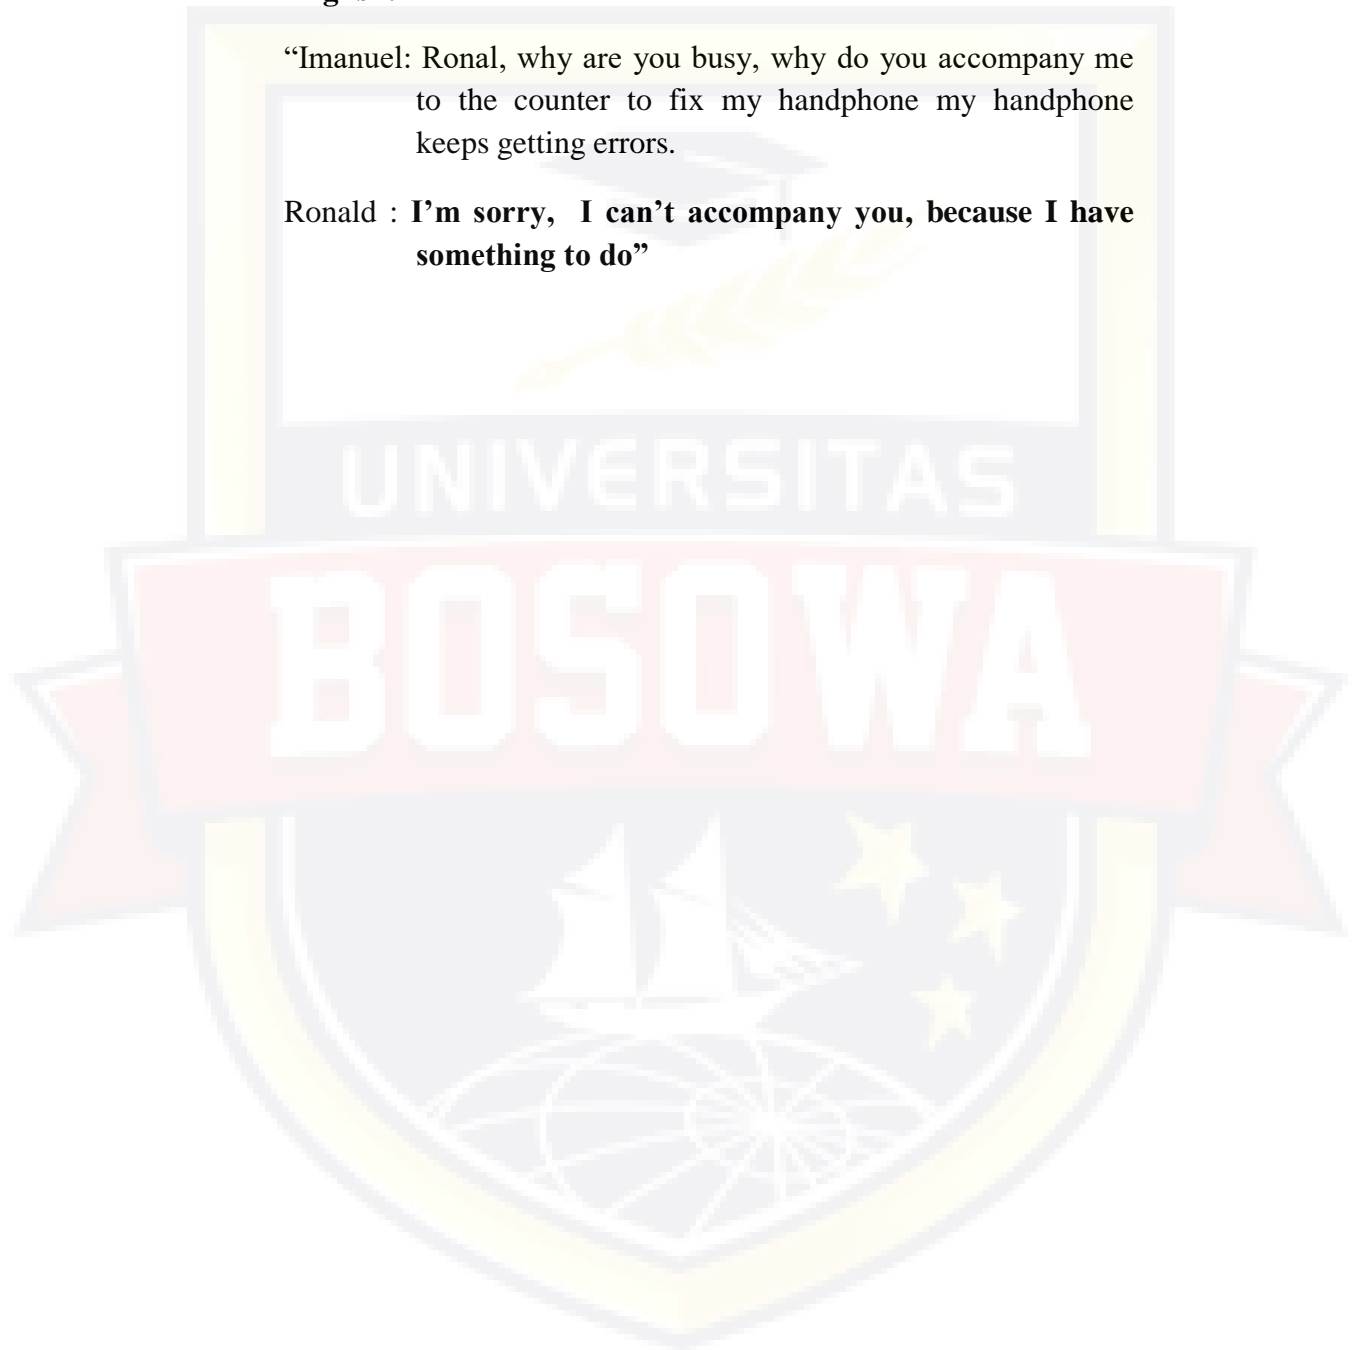 “Imanuel: Ronal, why are you busy, why do you accompany me
to the counter to fix my handphone my handphone
keeps getting errors.
Ronald : I’m sorry, I can’t accompany you, because I have
something to do”
UNIVERSITAS
BOSOWA